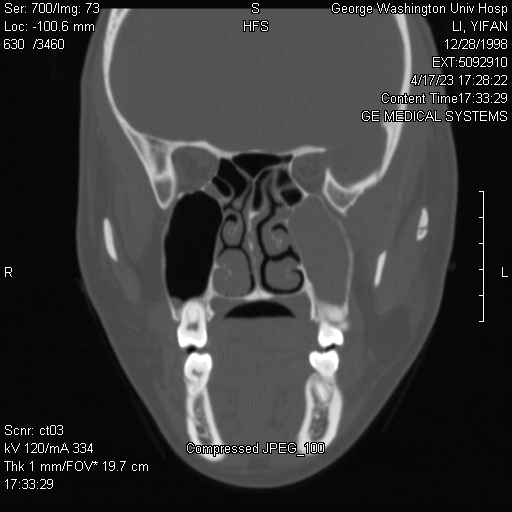 Ser: 700/Img: 73
Loc: -100.6 mm
630 /3460
S
HFS
George Washington Univ Hosp
LI, YIFAN
12/28/1998
EXT:5092910
4/17/23 17:28:22
Content Time17:33:29
GE MEDICAL SYSTEMS
R
L
Scnr: ct03
kV 120/mA 334
Thk 1 mm/FOV* 19.7 cm
17:33:29
Compressed JPEG_100